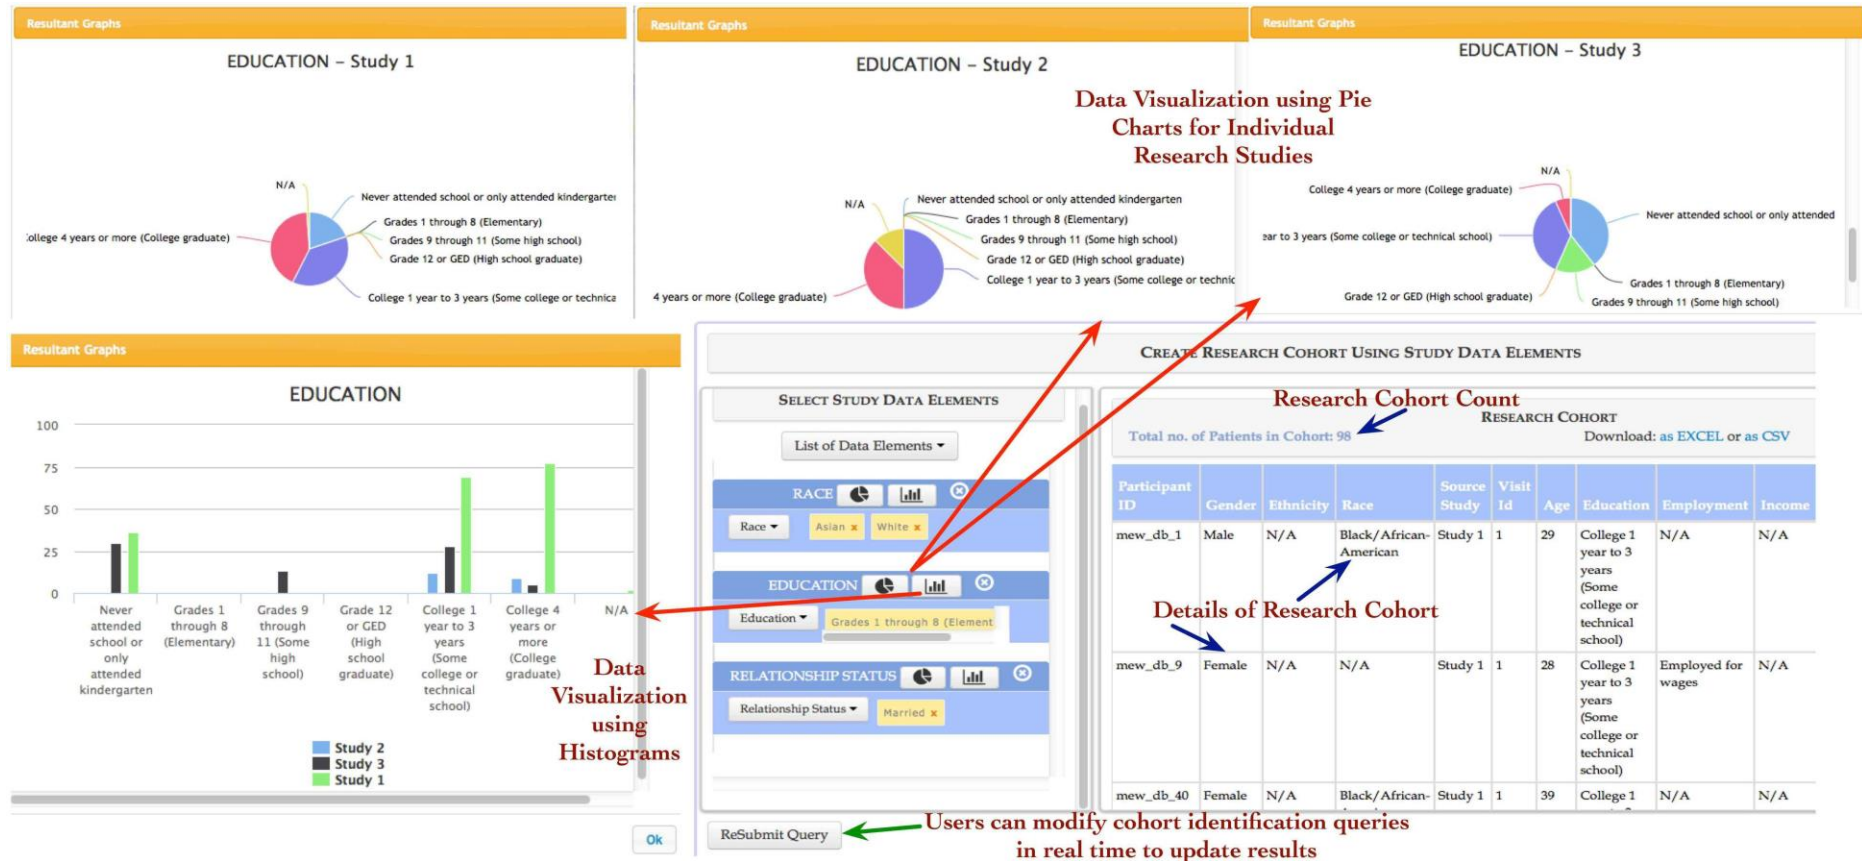 Resultant Graphs
EDUCATION – Study 1
N/A
Never attended school or only attended kindergarten
Grades 1 through 8 (Elementary)
College 4 years or more (College graduate)
Grades 9 through 11 (Some high school)
Grade 12 or GED (High school graduate)
College 1 year to 3 years (Some college or technica
Resultant Graphs
EDUCATION – Study 2
N/A
Never attended school or only attended kindergarten
Grades 1 through 8 (Elementary)
Grades 9 through 11 (Some high school)
Grade 12 or GED (High school graduate)
College 1 year to 3 years (Some college or technic
4 years or more (College graduate)
Resultant Graphs
EDUCATION – Study 3
Data Visualization using Pie
Charts for Individual
Research Studies
N/A
College 4 years or more (College graduate)
Never attended school or only attended
ear to 3 years (Some college or technical school)
Grades 1 through 8 (Elementary)
Grade 12 or GED (High school graduate)
Grades 9 through 11 (Some high school)
Resultant Graphs
EDUCATION
100
75
50
25
0
Never
attended
school or
only
attended
kindergarten
Grades 1
through 8
(Elementary)
Grades 9
through
11 (Some
high
school)
Grade 12
or GED
(High
school
graduate)
College 1
year to 3
years
(Some
college or
technical
school)
College 4
years or
more
(College
graduate)
N/A
Data
Visualization
using
Histograms
Study 2
Study 3
Study 1
Ok
CREATE RESEARCH COHORT USING STUDY DATA ELEMENTS
SELECT STUDY DATA ELEMENTS
List of Data Elements
RACE
Race
Asian x
White x
EDUCATION
Education
Grades 1 through 8 (Element
RELATIONSHIP STATUS
Relationship Status
Married x
ReSubmit Query
Users can modify cohort identification queries
in real time to update results
Research Cohort Count
RESEARCH COHORT
Total no. of Patients in Cohort: 98
Download: as EXCEL or as CSV
Participant ID Gender Ethnicity Race Source Study Visit Id Age Education Employment Income
mew_db_1 Male N/A Black/African- Study 1 1 29 College 1 N/A N/A
American year to 3
years
(Some
college or
technical
school)
Details of Research Cohort
mew_db_9 Female N/A N/A Study 1 1 28 College 1 Employed for N/A
year to 3 wages
years
(Some
college or
technical
school)
mew_db_40 Female N/A Black/African- Study 1 1 39 College 1 N/A N/A